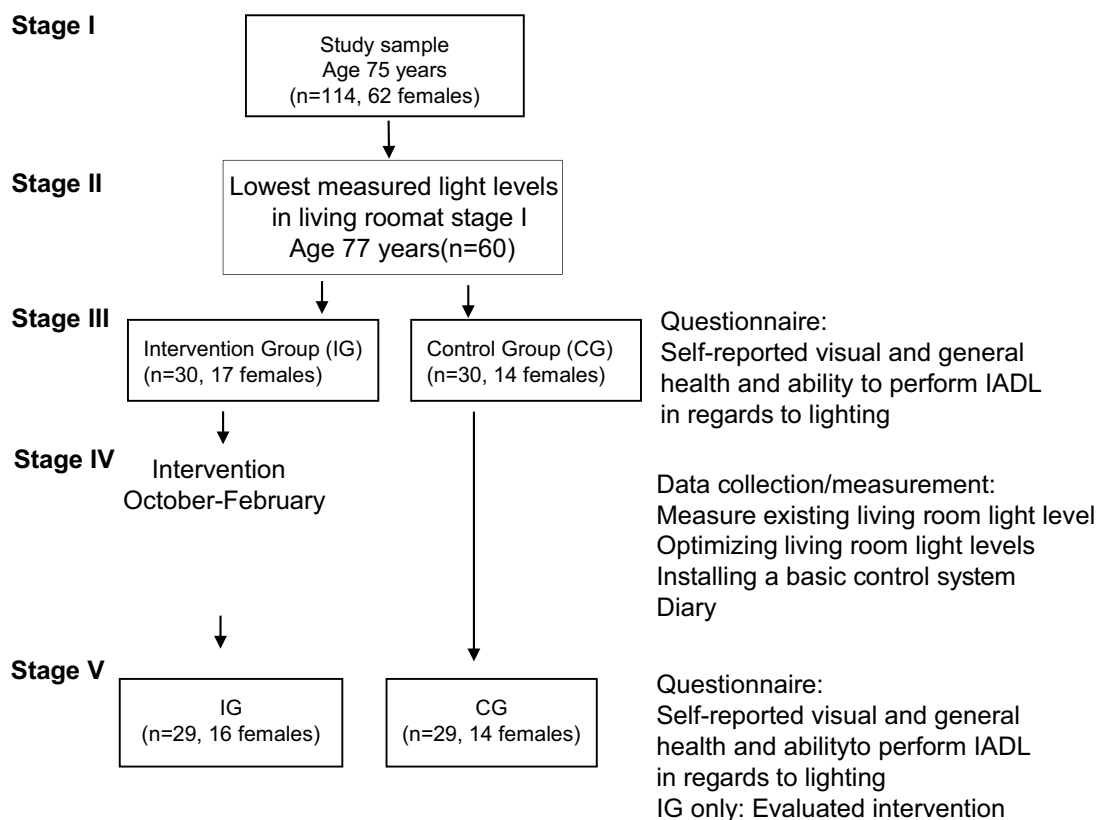 Stage I
Study sample
Age 75 years
(n=114, 62 females)
Stage II
Lowest measured light levels
in living roomat stage I
Age 77 years(n=60)
Stage III
Intervention Group (IG)
(n=30, 17 females)
Control Group (CG)
(n=30, 14 females)
Questionnaire:
Self-reported visual and general
health and ability to perform IADL
in regards to lighting
Stage IV
Intervention
October-February
Data collection/measurement:
Measure existing living room light level
Optimizing living room light levels
Installing a basic control system
Diary
Stage V
IG
(n=29, 16 females)
CG
(n=29, 14 females)
Questionnaire:
Self-reported visual and general
health and abilityto perform IADL
in regards to lighting
IG only: Evaluated intervention